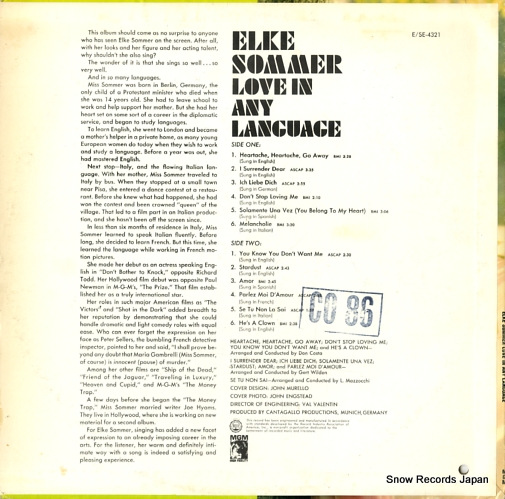 This album should come as no surprise to anyone
who has seen Elke Sommer on the screen. After all,
with her looks and her figure and her acting talent,
why shouldn't she also sing?
The wonder of it is that she sings so well...so
very well.
And in so many languages.
Miss Sommer was born in Berlin, Germany, the
only child of a Protestant minister who died when
she was 14 years old. She had to leave school to
work and help support her mother. But she had her
heart set on some sort of a career in the diplomatic
service, and began to study languages.
To learn English, she went to London and became
a mother's helper in a private home, as many young
European women do today when they wish to
work and study a language. Before a year was out, she
had mastered English.
Next stop—Italy, and the flowing Italian lan-
guage. With her mother, Miss Sommer traveled to
Italy by bus. When they stopped at a small town
near Pisa, she entered a dance contest at a restau-
rant. Before she knew what had happened, she had
won the contest and been crowned "queen" of the
village. That led to a film part in an Italian produc-
tion, and she hasn't been off the screen since.
In less than six months of residence in Italy, Miss
Sommer learned to speak Italian fluently. Before
long, she decided to learn French. But this time, she
learned the language while working in French mo-
tion pictures.
She made her debut as an actress speaking Eng-
lish in "Don't Bother to Knock," opposite Richard
Todd. Her Hollywood film debut was opposite Paul
Newman in M-G-M's, "The Prize." That film estab-
lished her as a truly international star.
Her roles in such major American films as "The
Victors" and "Shot in the Dark" added breadth to
her reputation by demonstrating that she could
handle dramatic and light comedy roles with equal
ease. Who can ever forget the expression on her
face as Peter Sellers, the bumbling French detective
inspector, pointed to her and said, "I shall prove be-
yond any doubt that Maria Gambrelli (Miss Sommer,
of course) is innocent (pause) of murder."
Among her other films are "Ship of the Dead,"
"Friend of the Jaguar," "Traveling in Luxury,"
"Heaven and Cupid," and M-G-M's "The Money
Trap."
A few days before she began the "The Money
Trap," Miss Sommer married writer Joe Hyams.
They live in Hollywood, where she is working on new
material for a second album.
For Elke Sommer, singing has added a new facet
of expression to an already imposing career in the
arts. For the listener, her warm and definitely inti-
mate way with a song is indeed a satisfying and
pleasing experience.
E/SE-4321
ELKE
SOMMER
LOVE IN
ANY
LANGUAGE
SIDE ONE:
1. Heartache, Heartache, Go Away BMI 2:38
(Sung in English)
2. I Surrender Dear ASCAP
(Sung in English)
3. Ich Liebe Dich ASCAP
(Sung in German)
4. Don't Stop Loving Me BMI 2:10
(Sung in English)
5. Solamente Una Vez (You Belong To My Heart) BMI
(Sung in Spanish)
6. Melancholie BMI
(Sung in Italian)
SIDE TWO:
1. You Know You Don't Want Me ASCAP
(Sung in English)
2. Stardust ASCAP 2:43
(Sung in English)
3. Amor BMI
(Sung in Spanish)
4. Parlez Moi D'Amour ASCAP
(Sung in French)
5. Se Tu Non La Sai
(Sung in Italian)
6. He's A Clown BMI
(Sung in English)
CO 86
HEARTACHE, HEARTACHE, GO AWAY; DON'T STOP LOVING ME;
YOU KNOW YOU DON'T WANT ME; and HE'S A CLOWN—
Arranged and Conducted by Don Costa
I SURRENDER DEAR; ICH LIEBE DICH; SOLAMENTE UNA VEZ;
STARDUST; AMOR; and PARLEZ MOI D'AMOUR—
Arranged and Conducted by Gert Wilden
SE TU NON SAI—Arranged and Conducted by L. Mazzocchi
COVER DESIGN: JOHN MURELLO
COVER PHOTO: JOHN ENGSTEAD
DIRECTOR OF ENGINEERING: VAL VALENTIN
PRODUCED BY CANTAGALLO PRODUCTIONS, MUNICH, GERMANY
MGM
Snow Records Japan